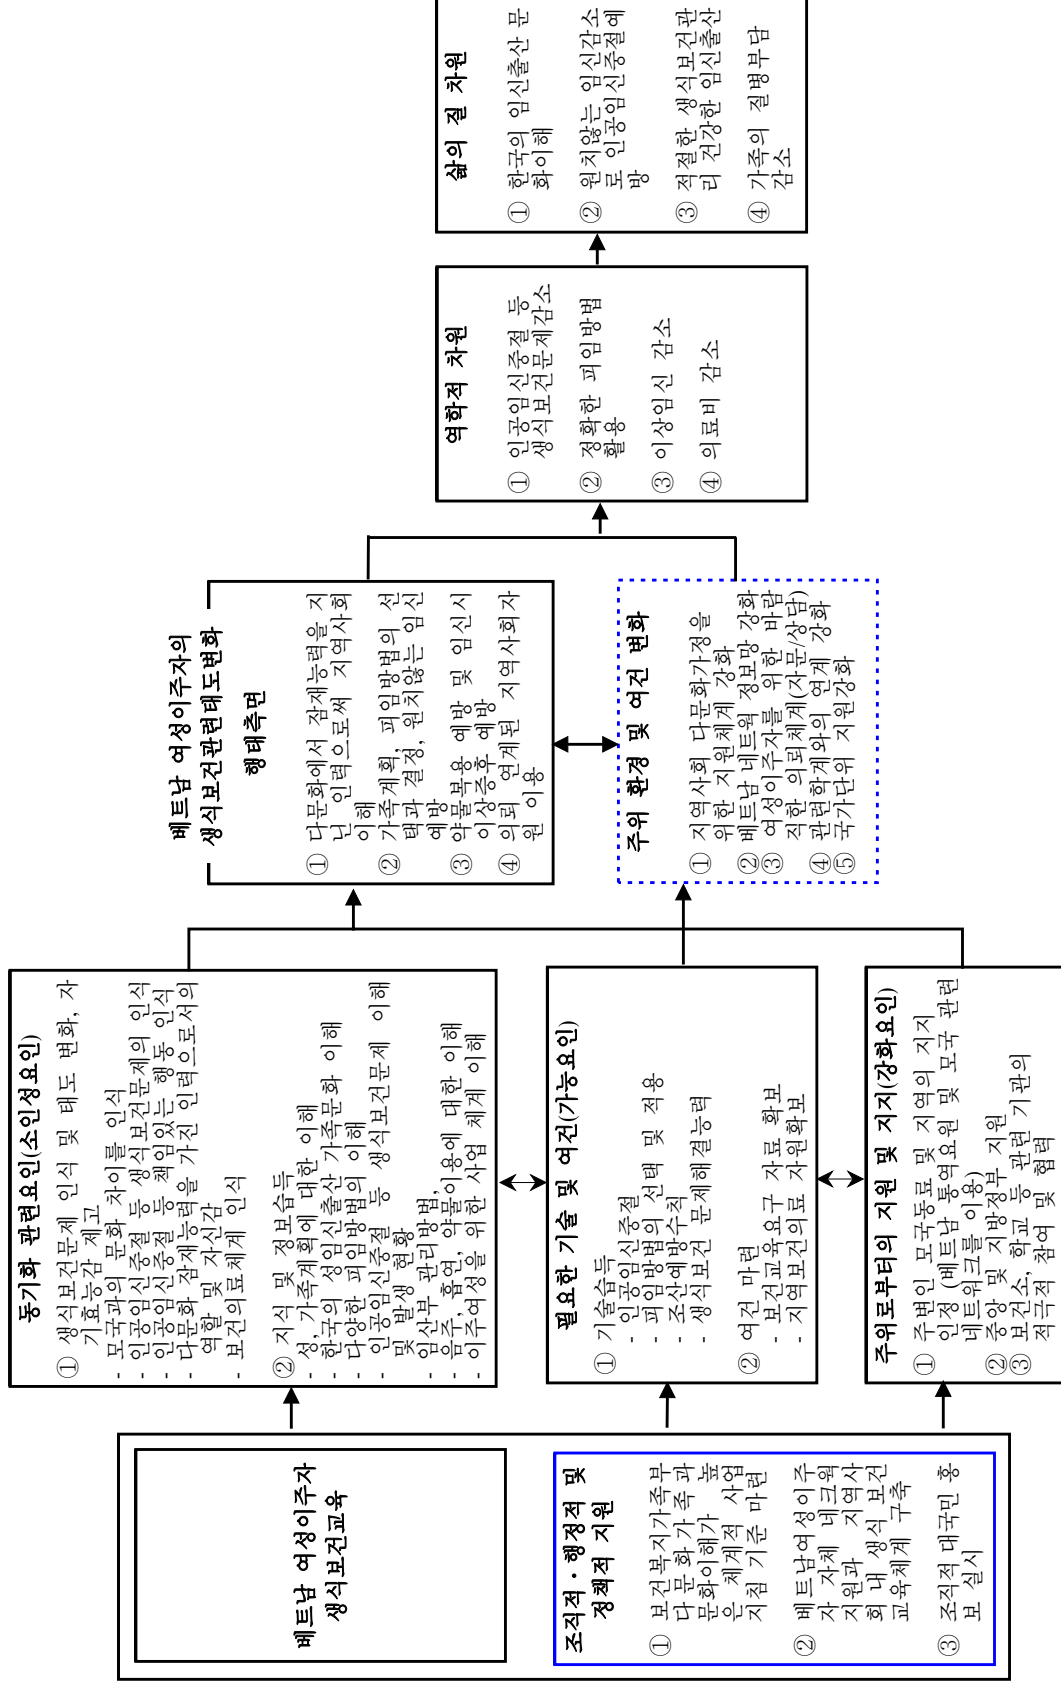 베트남 여성이주자
생식보건교육
조직적・행정적 및
정책적 지원
① 보건복지가족부
다문화가족과
문화이해가 높
은 체계적 사업
지침 기준 마련
② 베트남여성이주
자 자체 네크웍
지원과 지역사
회 내 생식 보건
교육체계 구축
③ 조직적 대국민 홍
보 실시
동기화 관련요인(소인성요인)
① 생식보건문제 인식 및 태도 변화, 자
기효능감 제고
- 모국과의 문화 차이를 인식
- 인공임신중절 등 생식보건문제의 인식
- 인공임신중절 등 책임있는 행동 인식
- 다문화 잠재능력을 가진 인력으로서의
역할 및 자신감
- 보건의료체계 인식
② 지식 및 정보습득
- 성, 가족계획에 대한 이해
- 한국의 성임신출산 가족문화 이해
- 다양한 피임방법의 이해
- 인공임신중절 등 생식보건문제 이해
및 발생 현황
- 임산부 관리방법,
- 음주, 흡연, 약물이용에 대한 이해
- 이주여성을 위한 사업 체계 이해
필요한 기술 및 여건(가능요인)
① 기술습득
- 인공임신중절
- 피임방법의 선택 및 적용
- 조산예방수칙
- 생식보건 문제해결능력
② 여건 마련
- 보건교육요구 자료 확보
- 지역보건의료 자원확보
주위로부터의 지원 및 지지(강화요인)
① 주변인 모국동료 및 지역의 지지
인정 (베트남 통역요원 및 모국 관련
네트워크를 이용)
② 중앙 및 지방정부 지원
③ 보건소, 학교 등 관련 기관의
적극적 참여 및 협력
베트남 여성이주자의
생식보건관련태도변화
행태측면
① 다문화에서 잠재능력을 지
닌 인력으로써 지역사회
이해
② 가족계획, 피임방법의 선
택과 결정, 원치않는 임신
예방
③ 약물복용 예방 및 임신시
이상증후 예방
④ 의뢰 연계된 지역사회자
원 이용
주위 환경 및 여건 변화
① 지역사회 다문화가정을
위한 지원체계 강화
② 베트남 네트웍 정보망 강화
③ 여성이주자를 위한 바람
직한 의뢰체계(자문/상담)
④ 관련학계와의 연계 강화
⑤ 국가단위 지원강화
역학적 차원
① 인공임신중절 등
생식보건문제감소
② 정확한 피임방법
활용
③ 이상임신 감소
④ 의료비 감소
삶의 질 차원
① 한국의 임신출산 문
화이해
② 원치않는 임신감소
로 인공임신중절예
방
③ 적절한 생식보건관
리 건강한 임신출산
④ 가족의 질병부담
감소